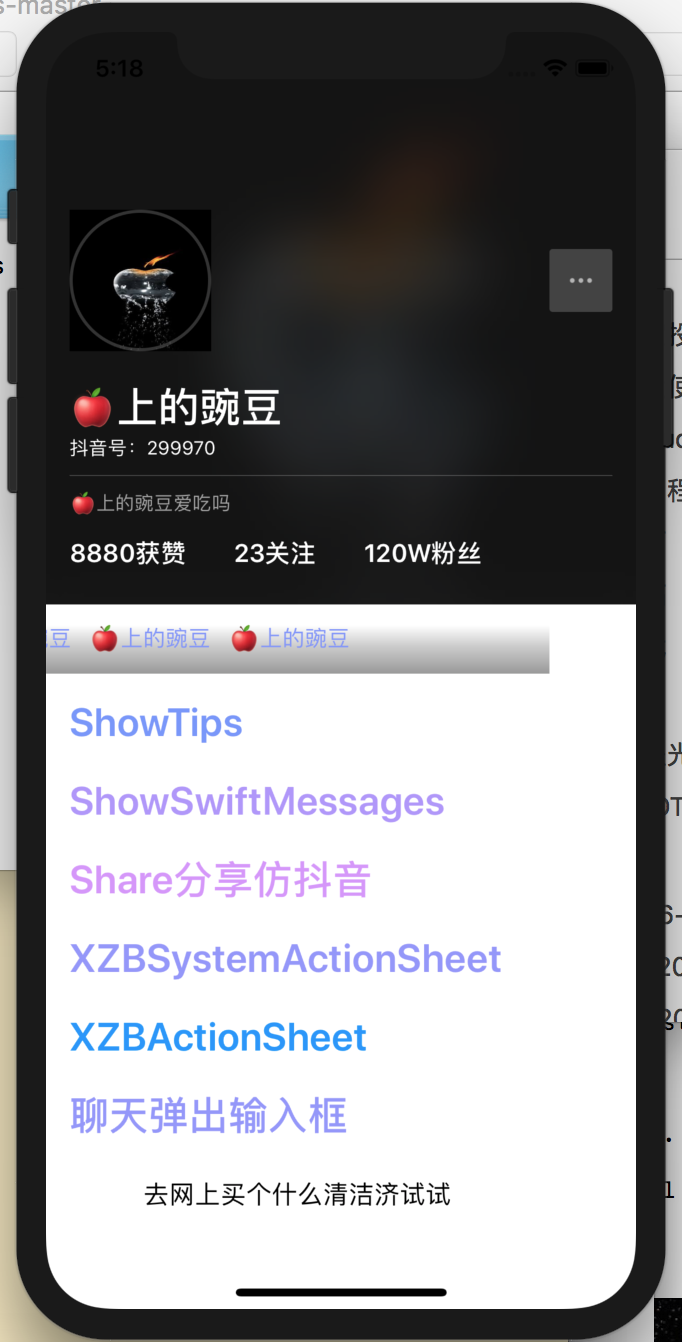 s-master
5:18
🍎上的豌豆
抖音号：299970
🍎上的豌豆爱吃吗
8880获赞 23关注 120W粉丝
豆 🍎上的豌豆 🍎上的豌豆
ShowTips
ShowSwiftMessages
Share分享仿抖音
XZBSystemActionSheet
XZBActionSheet
聊天弹出输入框
去网上买个什么清洁济试试